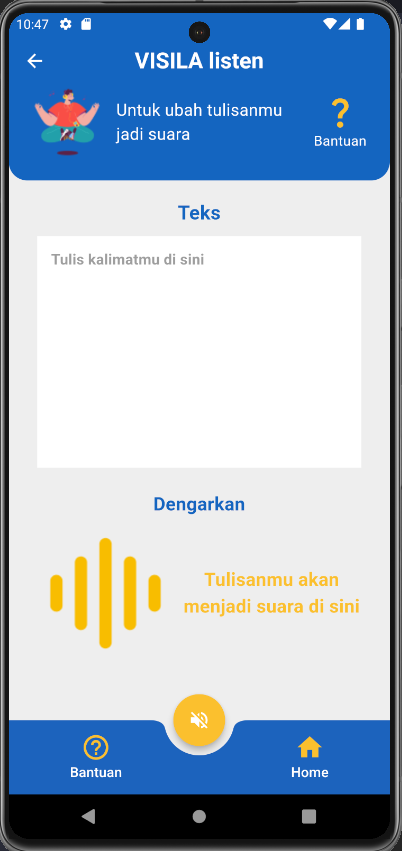 10:47
VISILA listen
Untuk ubah tulisanmu
jadi suara
?
Bantuan
Teks
Tulis kalimatmu di sini
Dengarkan
Tulisanmu akan
menjadi suara di sini
?
Bantuan
Home